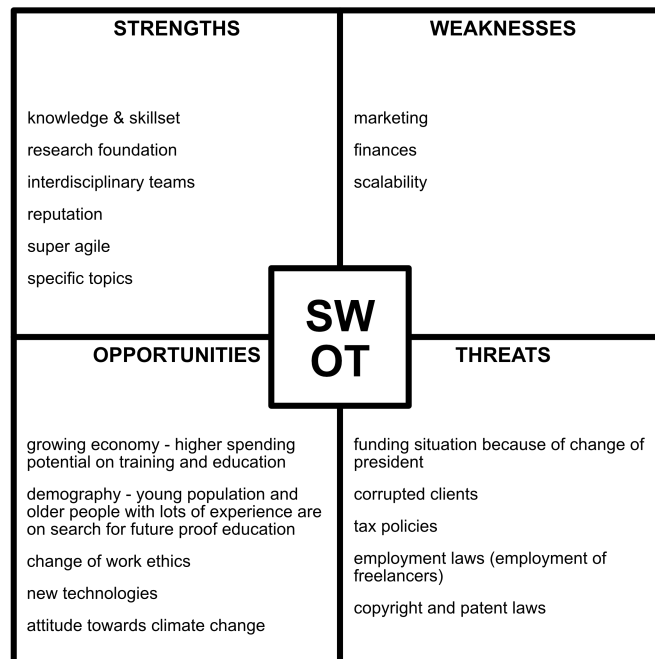 STRENGTHS
knowledge & skillset
research foundation
interdisciplinary teams
reputation
super agile
specific topics
WEAKNESSES
marketing
finances
scalability
SW
OT
OPPORTUNITIES
growing economy - higher spending
potential on training and education
demography - young population and
older people with lots of experience are
on search for future proof education
change of work ethics
new technologies
attitude towards climate change
THREATS
funding situation because of change of
president
corrupted clients
tax policies
employment laws (employment of
freelancers)
copyright and patent laws